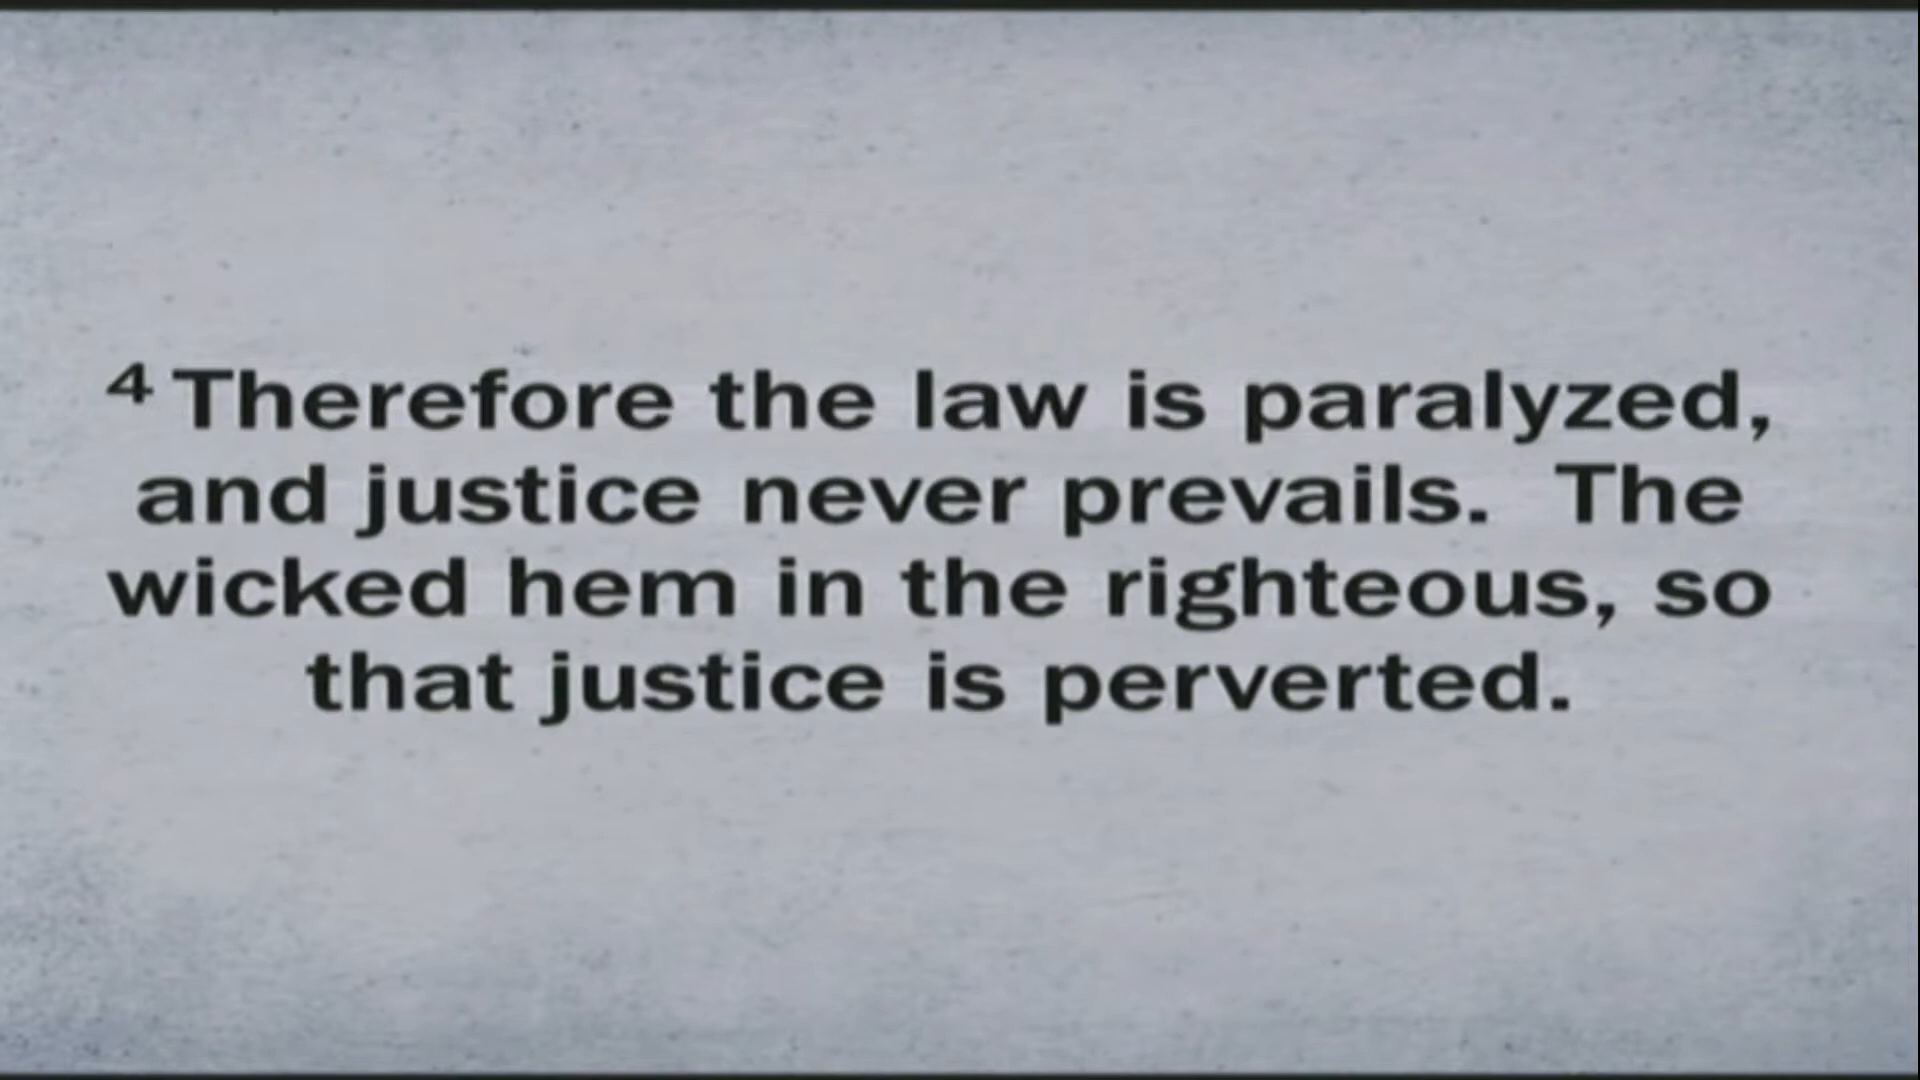 4 Therefore the law is paralyzed,
and justice never prevails. The
wicked hem in the righteous, so
that justice is perverted.